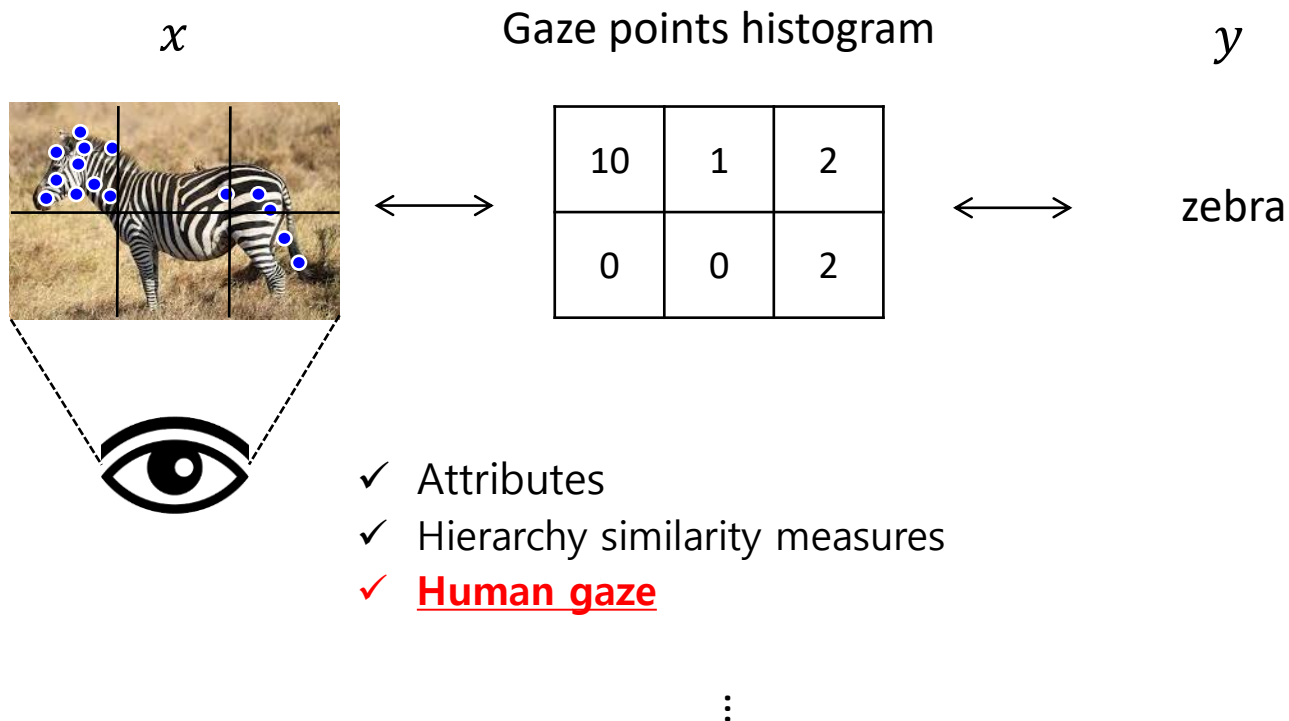 x
Gaze points histogram
y
10 1 2
0 0 2
zebra
✓ Attributes
✓ Hierarchy similarity measures
✓ Human gaze
⋮